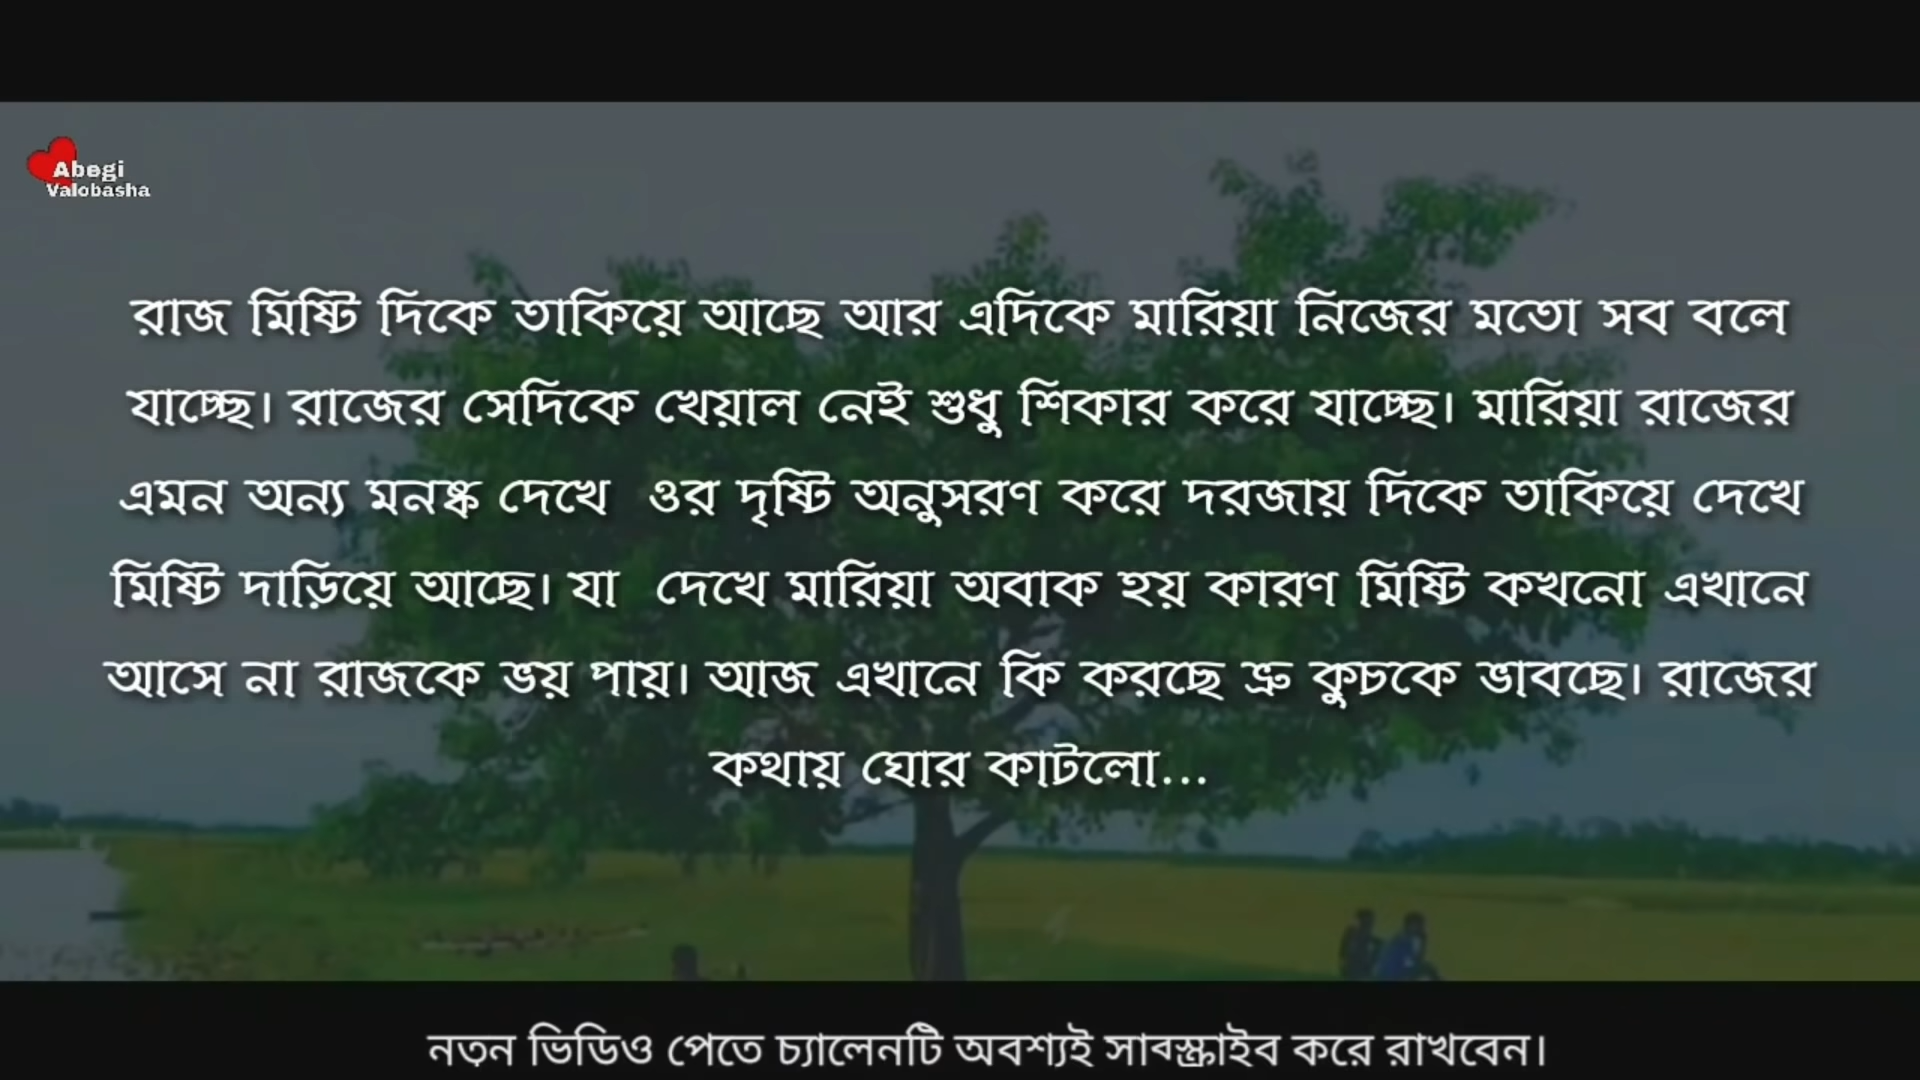 Abegi
Valobasha
রাজ মিষ্টি দিকে তাকিয়ে আছে আর এদিকে মারিয়া নিজের মতো সব বলে
যাচ্ছে। রাজের সেদিকে খেয়াল নেই শুধু শিকার করে যাচ্ছে। মারিয়া রাজের
এমন অন্য মনষ্ক দেখে ওর দৃষ্টি অনুসরণ করে দরজায় দিকে তাকিয়ে দেখে
মিষ্টি দাড়িয়ে আছে। যা দেখে মারিয়া অবাক হয় কারণ মিষ্টি কখনো এখানে
আসে না রাজকে ভয় পায়। আজ এখানে কি করছে ভ্রু কুচকে ভাবছে। রাজের
কথায় ঘোর কাটলো...
নতুন ভিডিও পেতে চ্যালেনটি অবশ্যই সাবস্ক্রাইব করে রাখবেন।